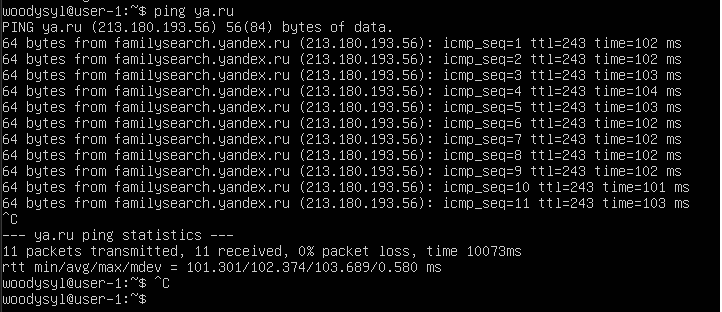 woodysyl@user-1:~$ ping ya.ru
PING ya.ru (213.180.193.56) 56(84) bytes of data.
64 bytes from familysearch.yandex.ru (213.180.193.56): icmp_seq=1 ttl=243 time=102 ms
64 bytes from familysearch.yandex.ru (213.180.193.56): icmp_seq=2 ttl=243 time=102 ms
64 bytes from familysearch.yandex.ru (213.180.193.56): icmp_seq=3 ttl=243 time=103 ms
64 bytes from familysearch.yandex.ru (213.180.193.56): icmp_seq=4 ttl=243 time=104 ms
64 bytes from familysearch.yandex.ru (213.180.193.56): icmp_seq=5 ttl=243 time=103 ms
64 bytes from familysearch.yandex.ru (213.180.193.56): icmp_seq=6 ttl=243 time=102 ms
64 bytes from familysearch.yandex.ru (213.180.193.56): icmp_seq=7 ttl=243 time=102 ms
64 bytes from familysearch.yandex.ru (213.180.193.56): icmp_seq=8 ttl=243 time=102 ms
64 bytes from familysearch.yandex.ru (213.180.193.56): icmp_seq=9 ttl=243 time=102 ms
64 bytes from familysearch.yandex.ru (213.180.193.56): icmp_seq=10 ttl=243 time=101 ms
64 bytes from familysearch.yandex.ru (213.180.193.56): icmp_seq=11 ttl=243 time=103 ms
^C
--- ya.ru ping statistics ---
11 packets transmitted, 11 received, 0% packet loss, time 10073ms
rtt min/avg/max/mdev = 101.301/102.374/103.689/0.580 ms
woodysyl@user-1:~$ ^C
woodysyl@user-1:~$